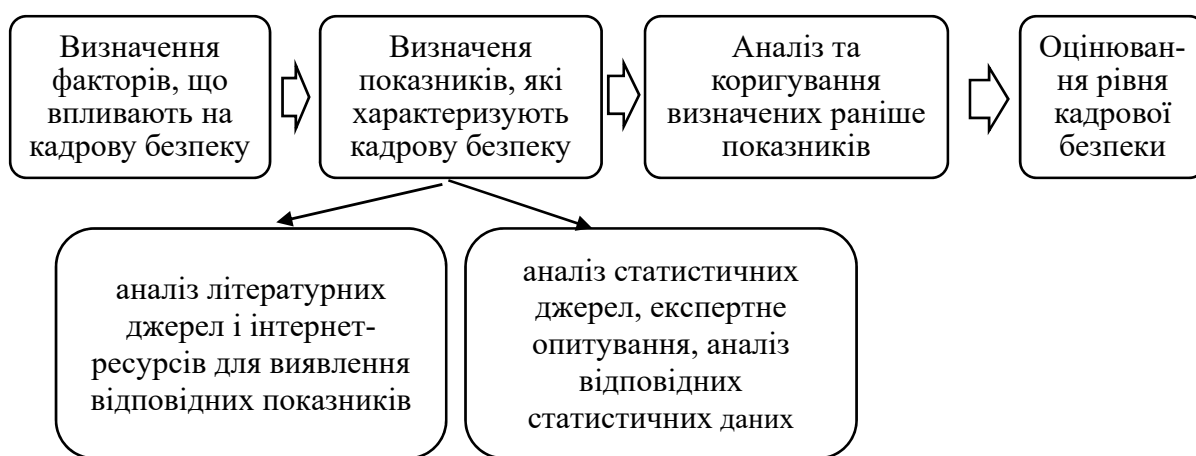 Визначення
факторів, що
впливають на
кадрову безпеку
Визначеня
показників, які
характеризують
кадрову безпеку
Аналіз та
коригування
визначених раніше
показників
Оцінюван-
ня рівня
кадрової
безпеки
аналіз літературних
джерел і інтернет-
ресурсів для виявлення
відповідних показників
аналіз статистичних
джерел, експертне
опитування, аналіз
відповідних
статистичних даних